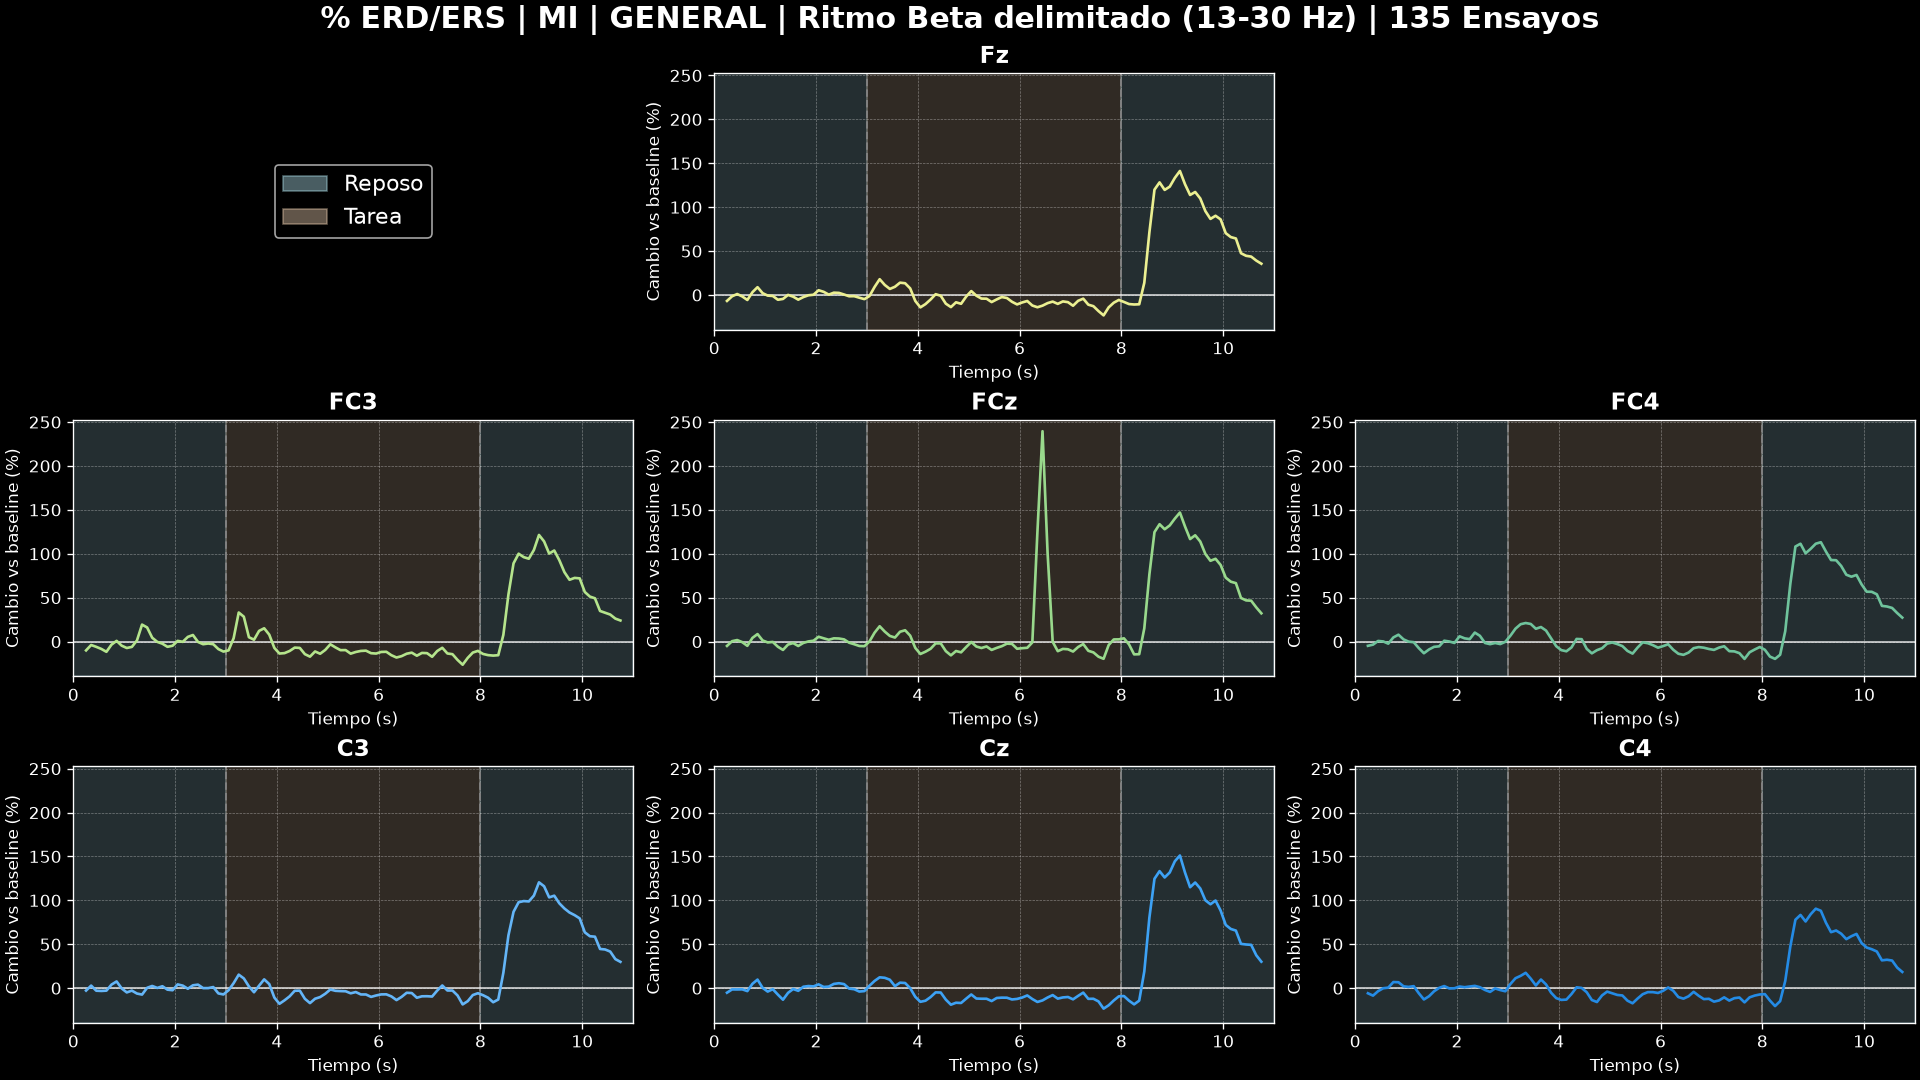 % ERD/ERS | MI | GENERAL | Ritmo Beta delimitado (13-30 Hz) | 135 Ensayos
Reposo
Tarea
Fz
Cambio vs baseline (%)
250
200
150
100
50
0
0 2 4 6 8 10
Tiempo (s)
FC3
Cambio vs baseline (%)
250
200
150
100
50
0
0 2 4 6 8 10
Tiempo (s)
FCz
Cambio vs baseline (%)
250
200
150
100
50
0
0 2 4 6 8 10
Tiempo (s)
FC4
Cambio vs baseline (%)
250
200
150
100
50
0
0 2 4 6 8 10
Tiempo (s)
C3
Cambio vs baseline (%)
250
200
150
100
50
0
0 2 4 6 8 10
Tiempo (s)
Cz
Cambio vs baseline (%)
250
200
150
100
50
0
0 2 4 6 8 10
Tiempo (s)
C4
Cambio vs baseline (%)
250
200
150
100
50
0
0 2 4 6 8 10
Tiempo (s)